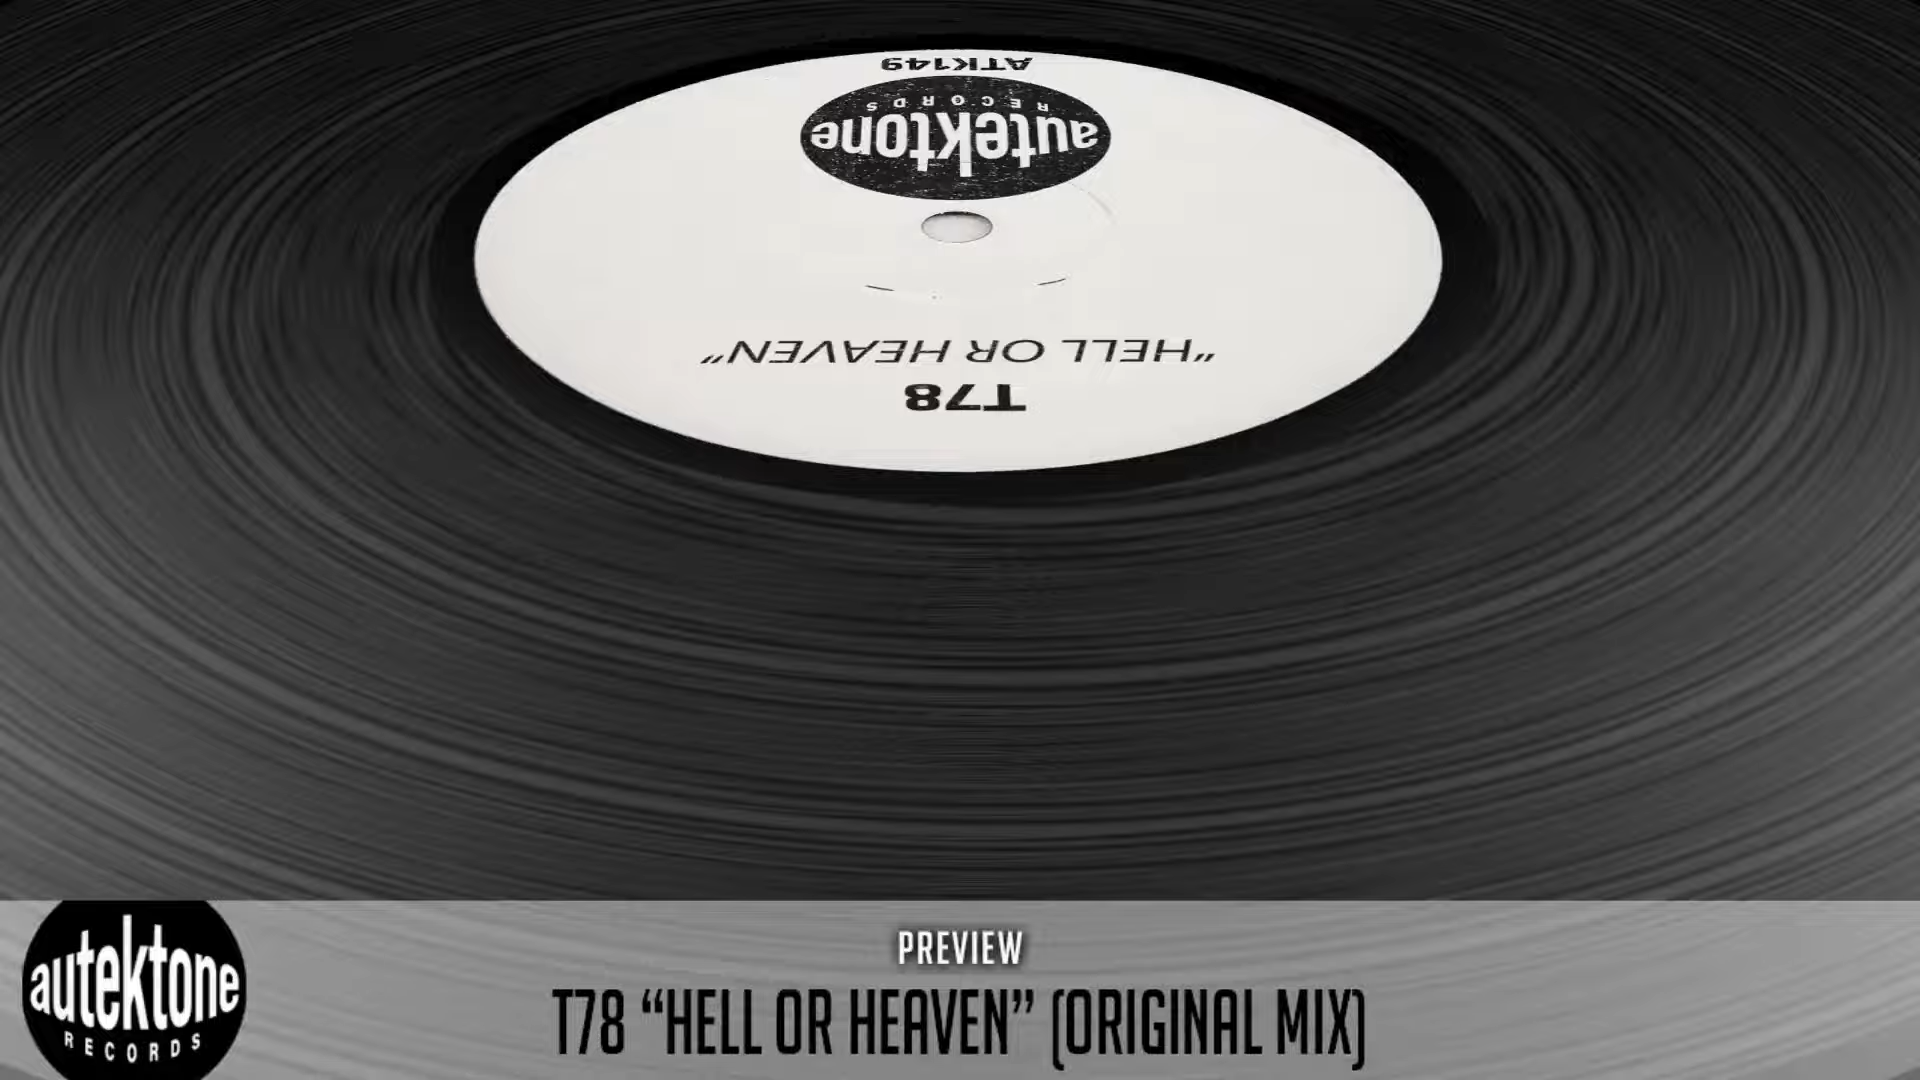 ATK149
RECORDS
autektone
"HELL OR HEAVEN"
T78
PREVIEW
T78 “HELL OR HEAVEN” (ORIGINAL MIX)
autektone
RECORDS